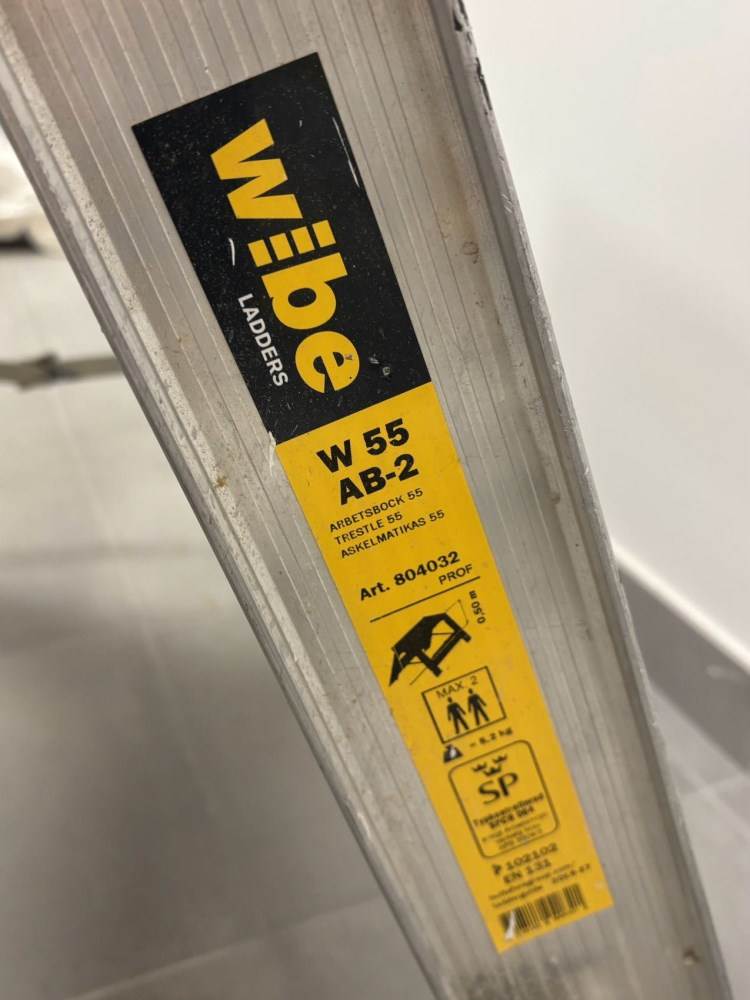 wibe
LADDERS
W 55
AB-2
ARBETSBOCK 55
TRESTLE 55
ASKELMATIKAS 55
Art. 804032
PROF
0,50 m
MAX. 2
SP
102102
EN 131